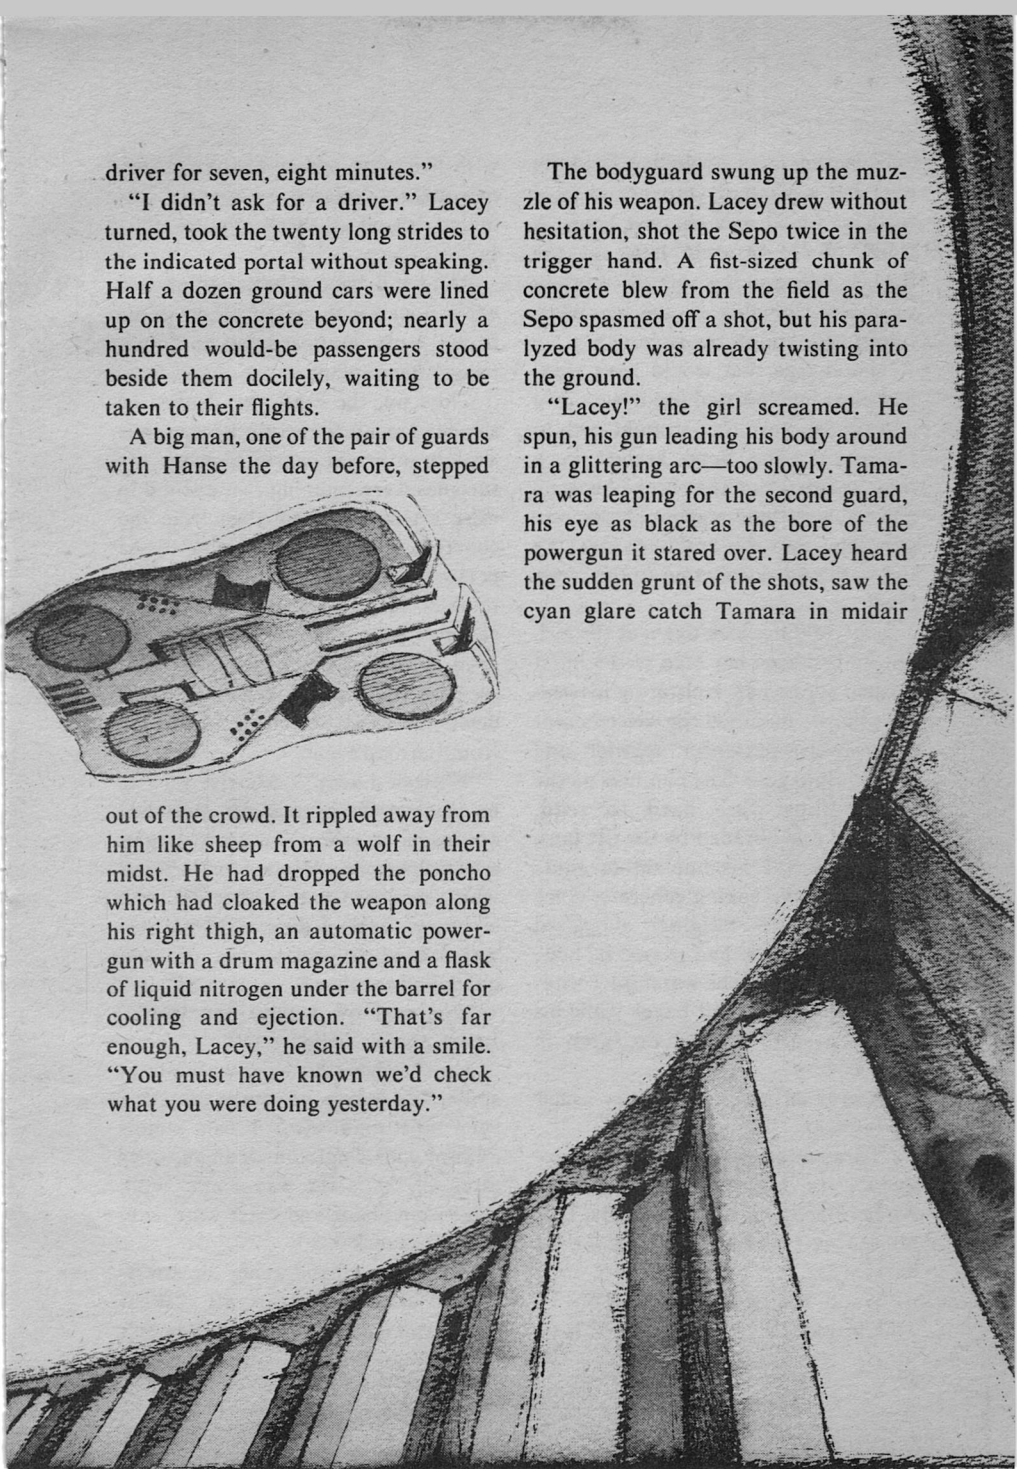 driver for seven, eight minutes.”
“I didn’t ask for a driver.” Lacey
turned, took the twenty long strides to
the indicated portal without speaking.
Half a dozen ground cars were lined
up on the concrete beyond; nearly a
hundred would-be passengers stood
beside them docilely, waiting to be
taken to their flights.
A big man, one of the pair of guards
with Hanse the day before, stepped
out of the crowd. It rippled away from
him like sheep from a wolf in their
midst. He had dropped the poncho
which had cloaked the weapon along
his right thigh, an automatic power-
gun with a drum magazine and a flask
of liquid nitrogen under the barrel for
cooling and ejection. “That’s far
enough, Lacey,” he said with a smile.
“You must have known we’d check
what you were doing yesterday.”
The bodyguard swung up the muz-
zle of his weapon. Lacey drew without
hesitation, shot the Sepo twice in the
trigger hand. A fist-sized chunk of
concrete blew from the field as the
Sepo spasmed off a shot, but his para-
lyzed body was already twisting into
the ground.
“Lacey!” the girl screamed. He
spun, his gun leading his body around
in a glittering arc—too slowly. Tama-
ra was leaping for the second guard,
his eye as black as the bore of the
powergun it stared over. Lacey heard
the sudden grunt of the shots, saw the
cyan glare catch Tamara in midair